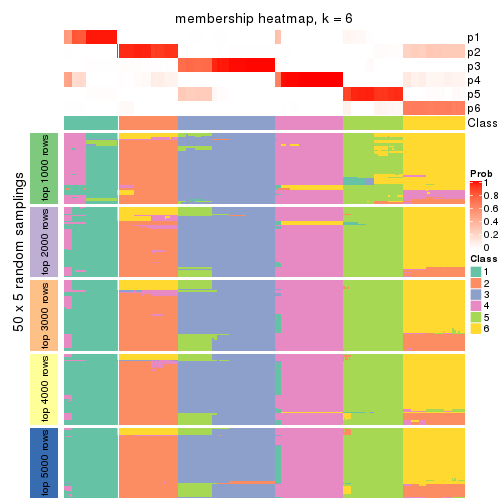 membership heatmap, k = 6
p1
p2
p3
p4
p5
p6
Class
50 x 5 random samplings
top 1000 rows
top 2000 rows
top 3000 rows
top 4000 rows
top 5000 rows
Prob
1
0.8
0.6
0.4
0.2
0
Class
1
2
3
4
5
6